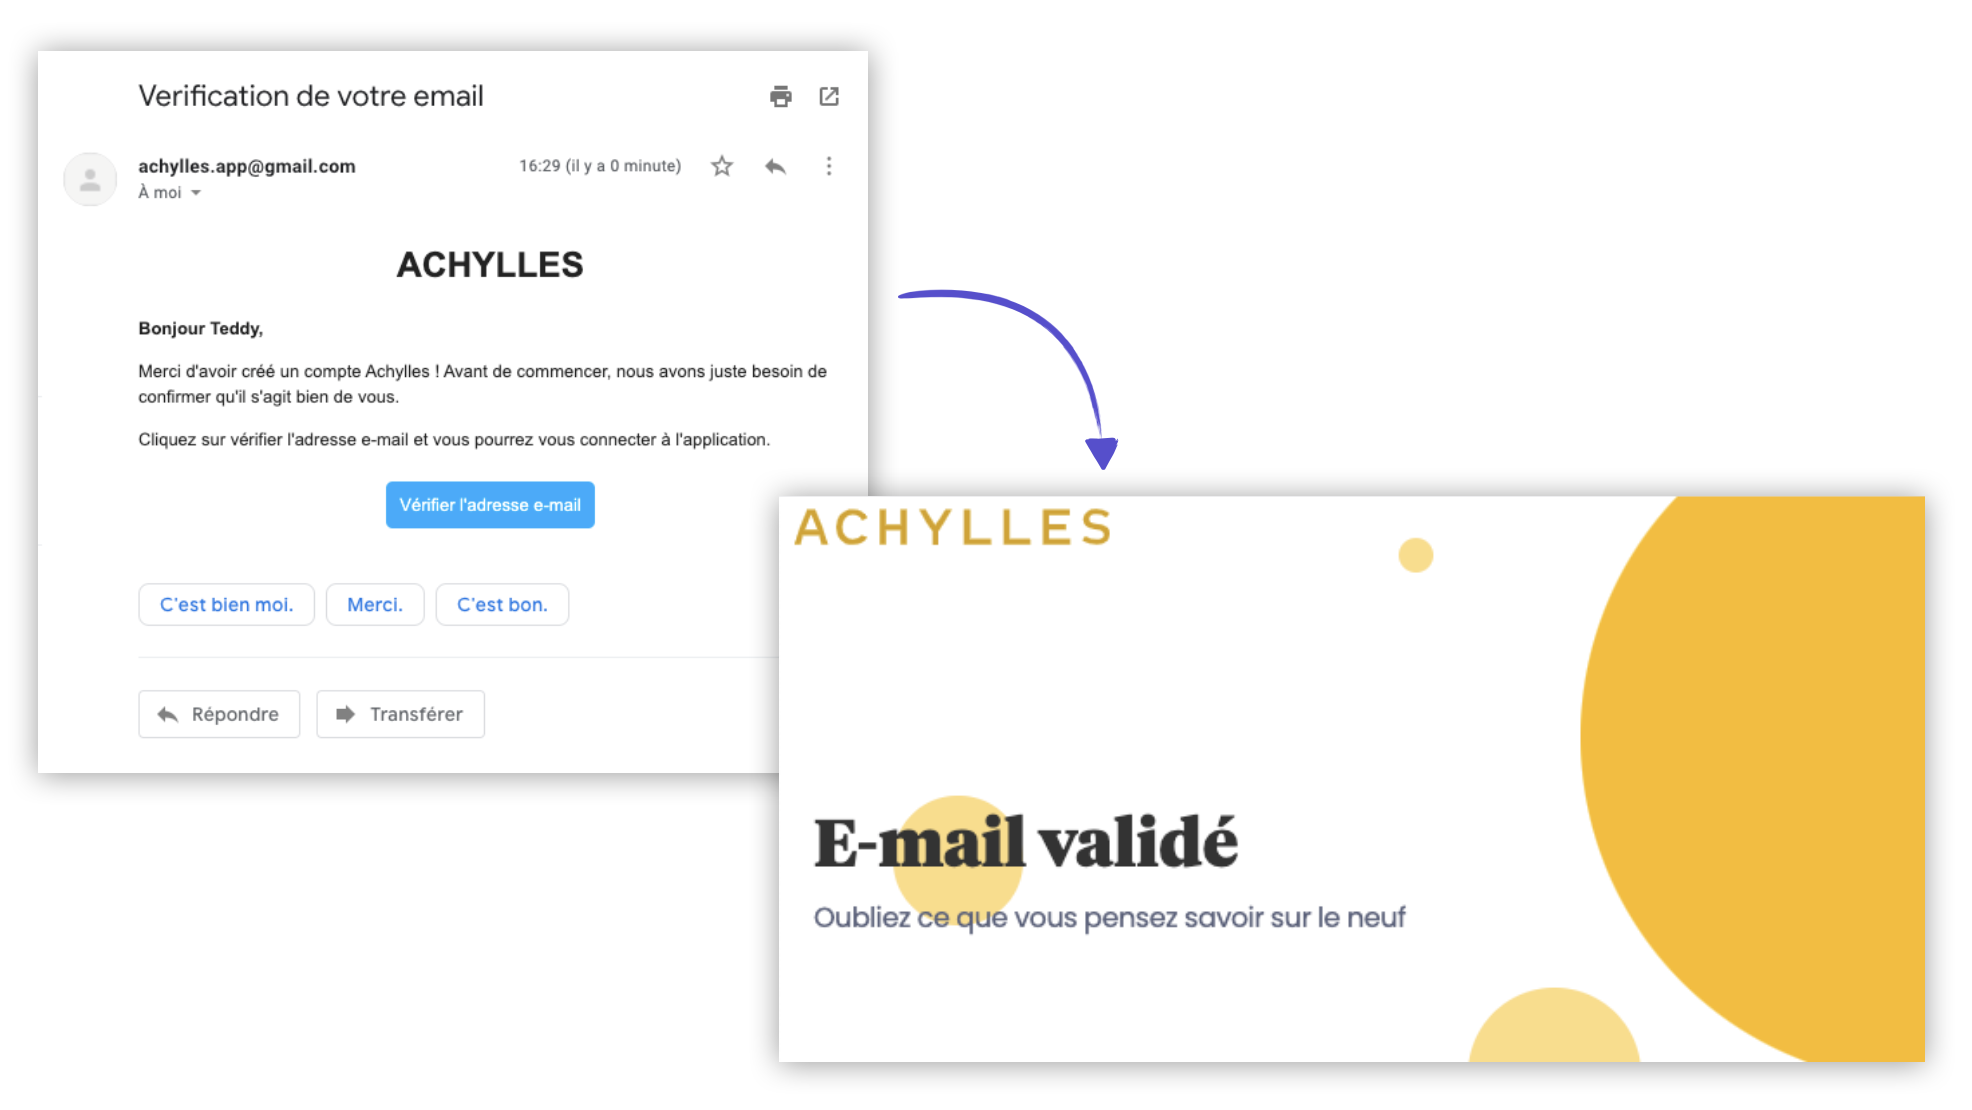 Verification de votre email
achylles.app@gmail.com
16:29 (il y a 0 minute)
À moi
ACHYLLES
Bonjour Teddy,
Merci d'avoir créé un compte Achylles ! Avant de commencer, nous avons juste besoin de
confirmer qu'il s'agit bien de vous.
Cliquez sur vérifier l'adresse e-mail et vous pourrez vous connecter à l'application.
Vérifier l'adresse e-mail
C'est bien moi.
Merci.
C'est bon.
Répondre
Transférer
ACHYLLES
E-mail validé
Oubliez ce que vous pensez savoir sur le neuf